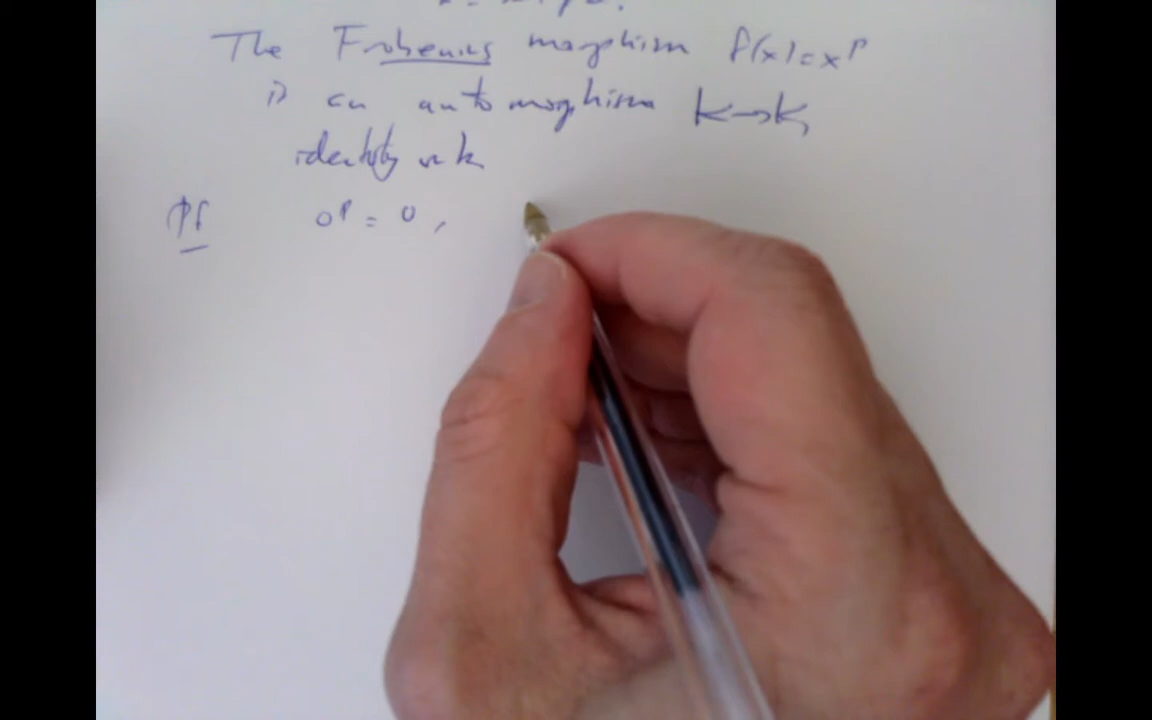 The Frobenius morphism f(x)=x^p
is an automorphism K→K,
identity on k
Pf 0^p = 0,